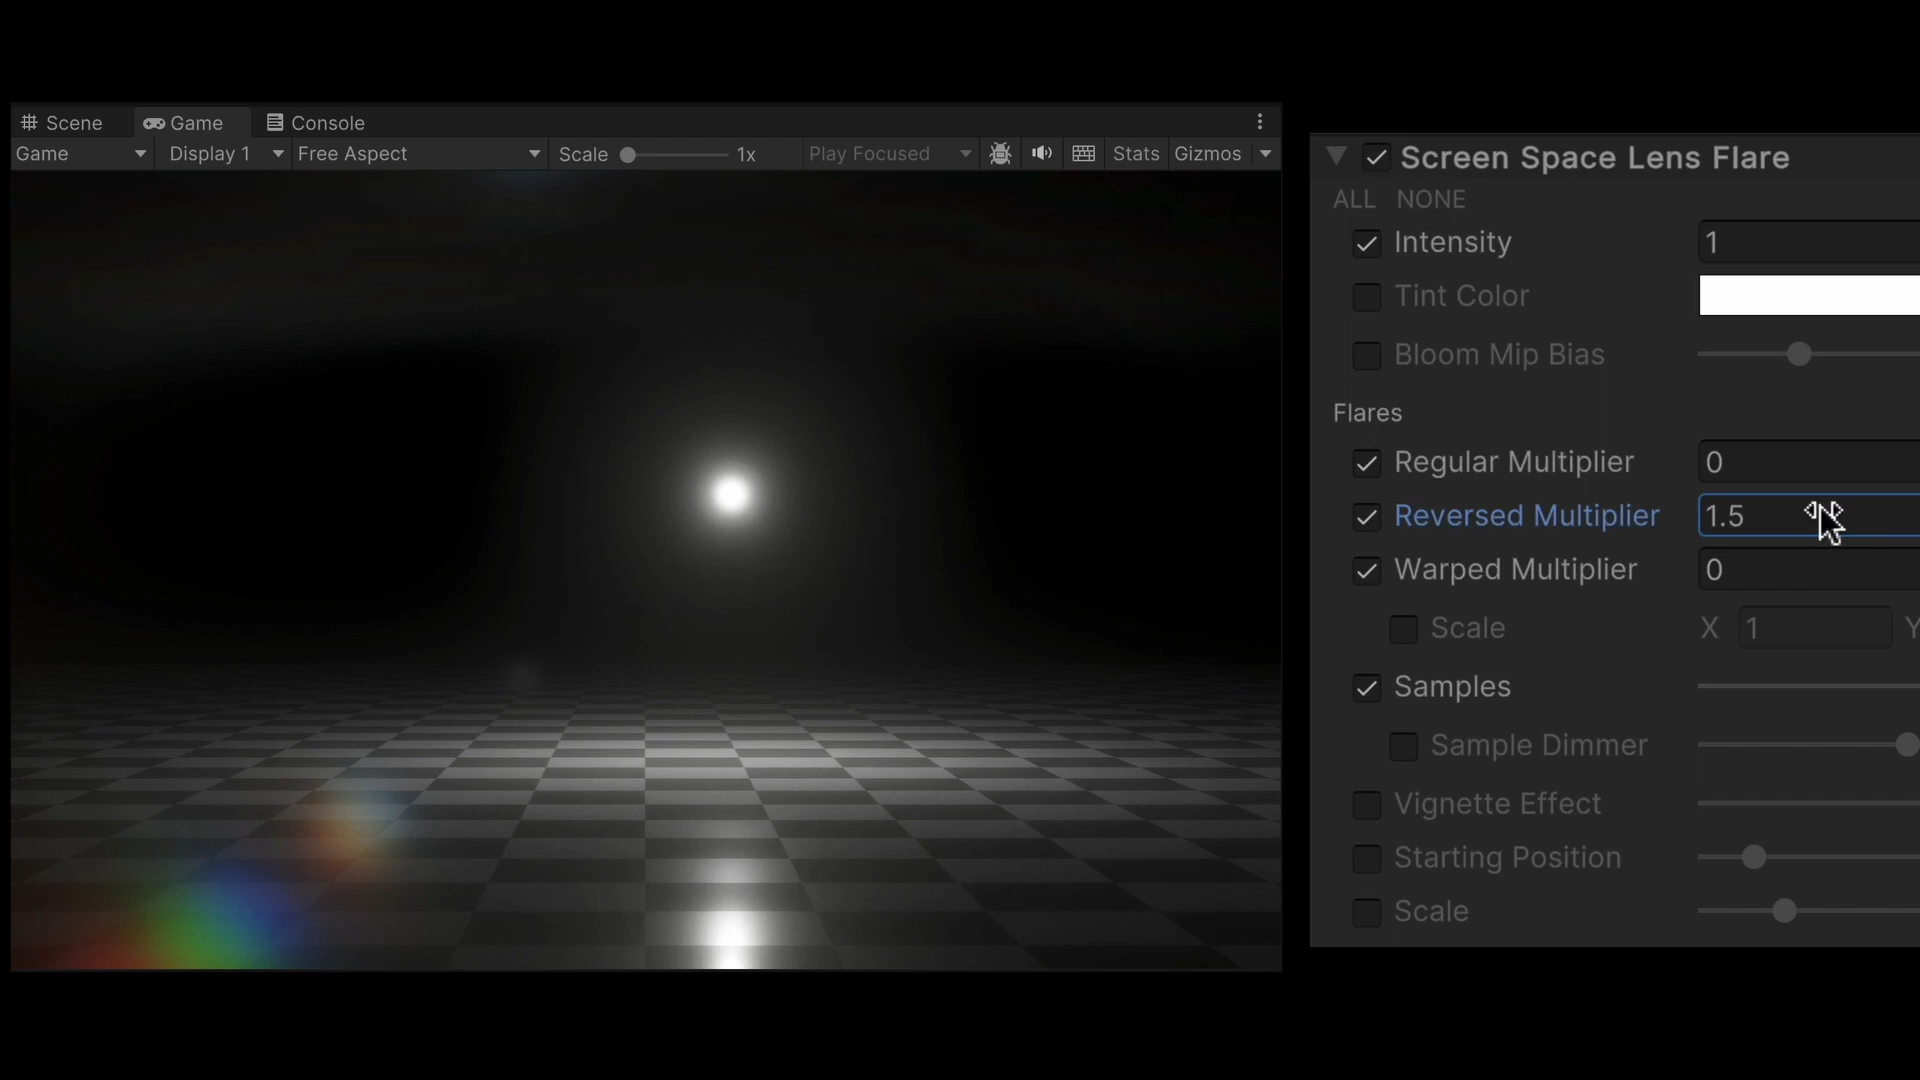 Scene Game Console
Game Display 1 Free Aspect Scale 1x Play Focused Stats Gizmos
Screen Space Lens Flare
ALL NONE
Intensity 1
Tint Color
Bloom Mip Bias
Flares
Regular Multiplier 0
Reversed Multiplier 1.5
Warped Multiplier 0
Scale X 1 Y
Samples
Sample Dimmer
Vignette Effect
Starting Position
Scale